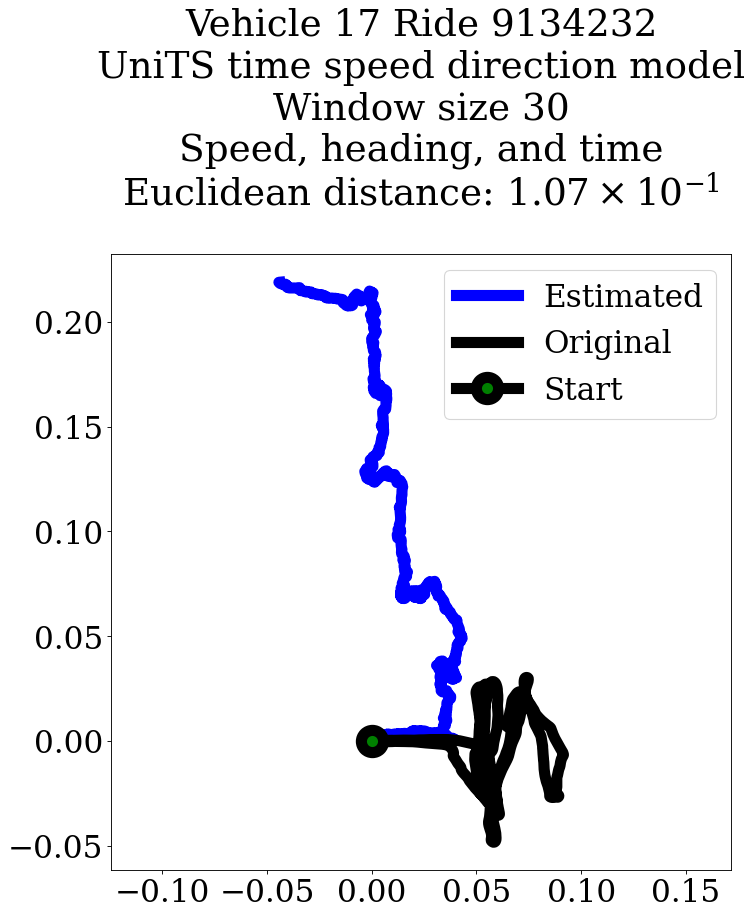 Vehicle 17 Ride 9134232
UniTS time speed direction model
Window size 30
Speed, heading, and time
Euclidean distance: 1.07 × 10⁻¹
Estimated
Original
Start
0.20
0.15
0.10
0.05
0.00
−0.05
−0.10 −0.05 0.00 0.05 0.10 0.15